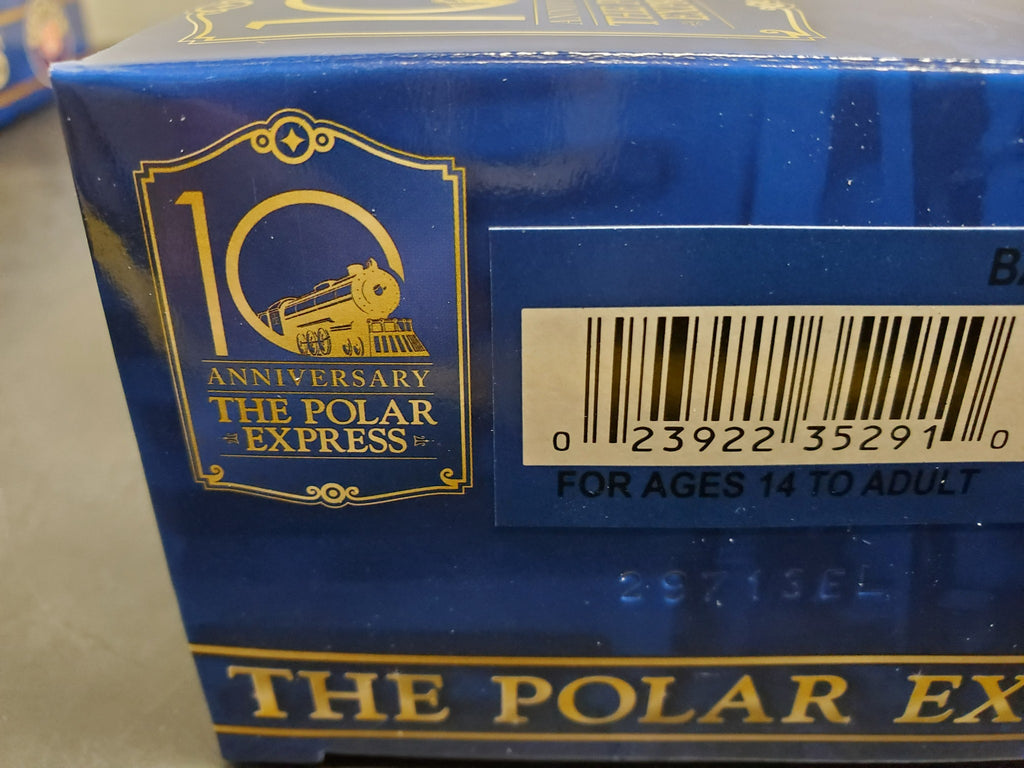 10
ANNIVERSARY
THE POLAR
EXPRESS
0 23922 35291 0
FOR AGES 14 TO ADULT
29713EL
THE POLAR EX